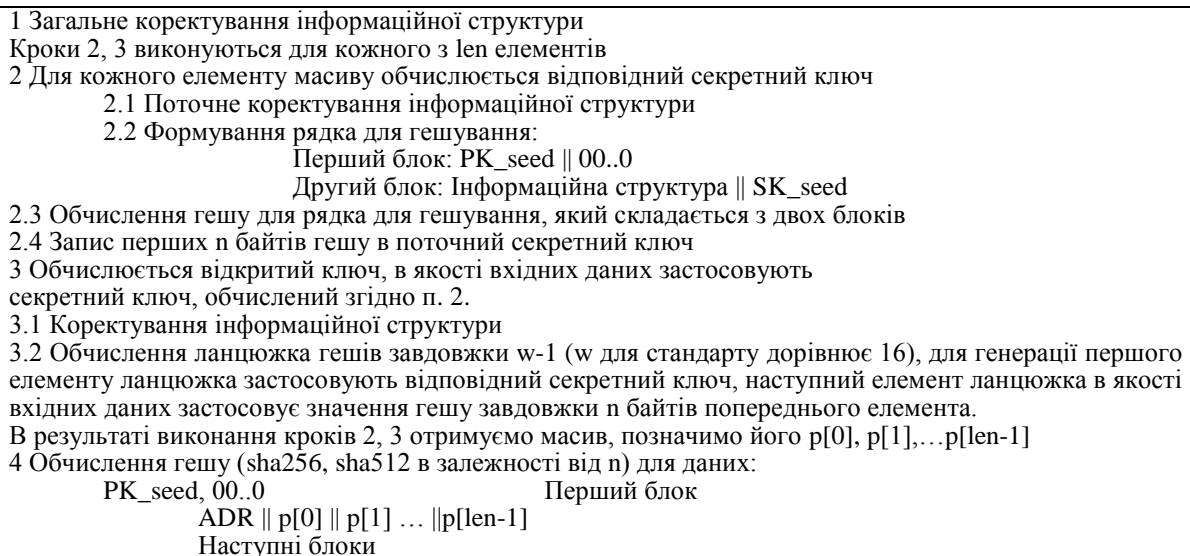 1 Загальне коректування інформаційної структури
Кроки 2, 3 виконуються для кожного з len елементів
2 Для кожного елементу масиву обчислюється відповідний секретний ключ
2.1 Поточне коректування інформаційної структури
2.2 Формування рядка для гешування:
Перший блок: PK_seed || 00..0
Другий блок: Інформаційна структура || SK_seed
2.3 Обчислення гешу для рядка для гешування, який складається з двох блоків
2.4 Запис перших n байтів гешу в поточний секретний ключ
3 Обчислюється відкритий ключ, в якості вхідних даних застосовують
секретний ключ, обчислений згідно п. 2.
3.1 Коректування інформаційної структури
3.2 Обчислення ланцюжка гешів завдовжки w-1 (w для стандарту дорівнює 16), для генерації першого
елементу ланцюжка застосовують відповідний секретний ключ, наступний елемент ланцюжка в якості
вхідних даних застосовує значення гешу завдовжки n байтів попереднього елемента.
В результаті виконання кроків 2, 3 отримуємо масив, позначимо його p[0], p[1],…p[len-1]
4 Обчислення гешу (sha256, sha512 в залежності від n) для даних:
PK_seed, 00..0 Перший блок
ADR || p[0] || p[1] … ||p[len-1]
Наступні блоки